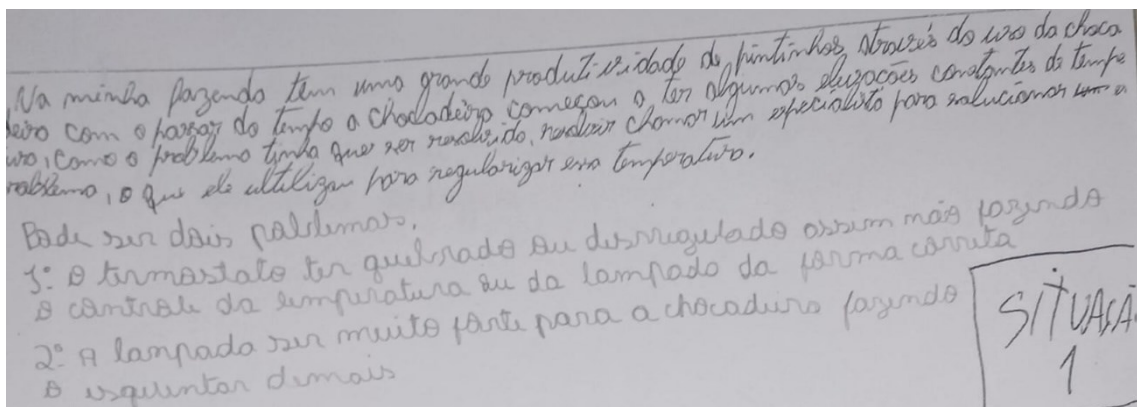 Na minha fazenda tem uma grande produtividade de pintinhos, através do uso da choca
deira com o passar do tempo a chocadeira começou a ter algumas elevações constantes de tempe
ura, como o problema tinha que ser resolvido, resolvir chamar um especialista para solucionar o
problema, o que ele ultilizou para regularizar essa temperatura.
Pode ser dois problemas,
1º O termostato ter quebrado ou desregulado assim não fazendo
o controle da temperatura ou da lampada da forma correta
2º A lampada ser muito forte para a chocadeira fazendo
o esquentar demais
SITUAÇÃ
1